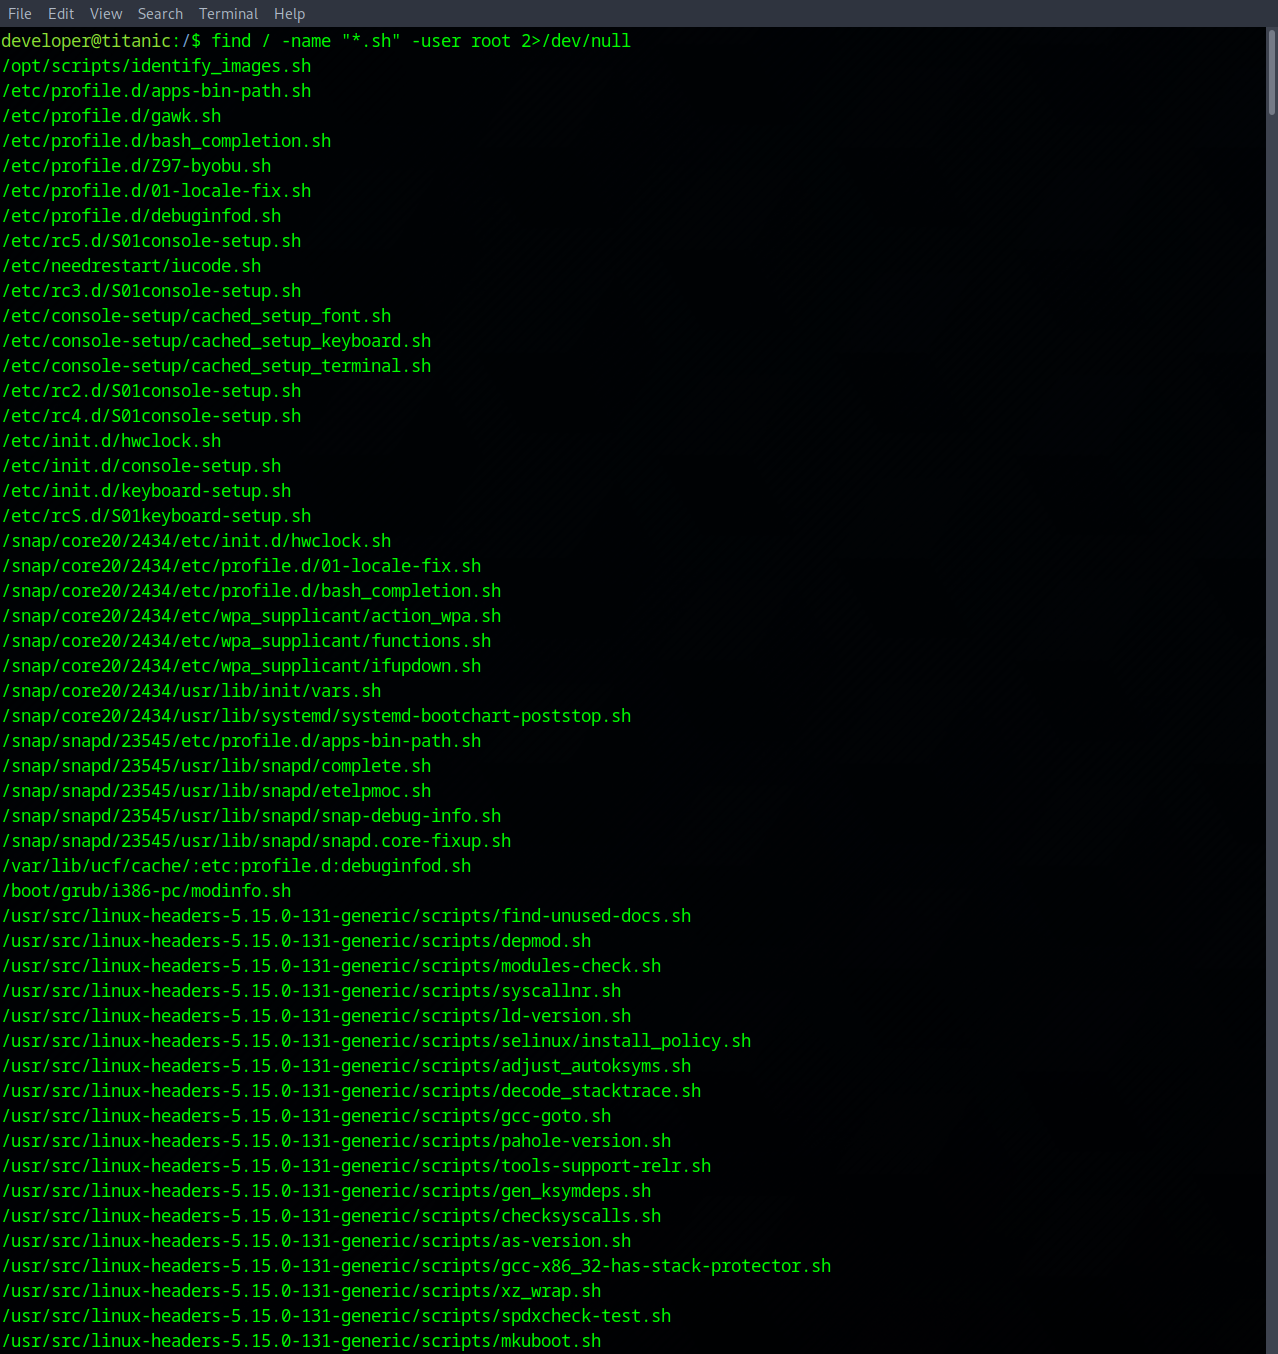 File Edit View Search Terminal Help
developer@titanic:/$ find / -name "*.sh" -user root 2>/dev/null
/opt/scripts/identify_images.sh
/etc/profile.d/apps-bin-path.sh
/etc/profile.d/gawk.sh
/etc/profile.d/bash_completion.sh
/etc/profile.d/Z97-byobu.sh
/etc/profile.d/01-locale-fix.sh
/etc/profile.d/debuginfod.sh
/etc/rc5.d/S01console-setup.sh
/etc/needrestart/iucode.sh
/etc/rc3.d/S01console-setup.sh
/etc/console-setup/cached_setup_font.sh
/etc/console-setup/cached_setup_keyboard.sh
/etc/console-setup/cached_setup_terminal.sh
/etc/rc2.d/S01console-setup.sh
/etc/rc4.d/S01console-setup.sh
/etc/init.d/hwclock.sh
/etc/init.d/console-setup.sh
/etc/init.d/keyboard-setup.sh
/etc/rcS.d/S01keyboard-setup.sh
/snap/core20/2434/etc/init.d/hwclock.sh
/snap/core20/2434/etc/profile.d/01-locale-fix.sh
/snap/core20/2434/etc/profile.d/bash_completion.sh
/snap/core20/2434/etc/wpa_supplicant/action_wpa.sh
/snap/core20/2434/etc/wpa_supplicant/functions.sh
/snap/core20/2434/etc/wpa_supplicant/ifupdown.sh
/snap/core20/2434/usr/lib/init/vars.sh
/snap/core20/2434/usr/lib/systemd/systemd-bootchart-poststop.sh
/snap/snapd/23545/etc/profile.d/apps-bin-path.sh
/snap/snapd/23545/usr/lib/snapd/complete.sh
/snap/snapd/23545/usr/lib/snapd/etelpmoc.sh
/snap/snapd/23545/usr/lib/snapd/snap-debug-info.sh
/snap/snapd/23545/usr/lib/snapd/snapd.core-fixup.sh
/var/lib/ucf/cache/:etc:profile.d:debuginfod.sh
/boot/grub/i386-pc/modinfo.sh
/usr/src/linux-headers-5.15.0-131-generic/scripts/find-unused-docs.sh
/usr/src/linux-headers-5.15.0-131-generic/scripts/depmod.sh
/usr/src/linux-headers-5.15.0-131-generic/scripts/modules-check.sh
/usr/src/linux-headers-5.15.0-131-generic/scripts/syscallnr.sh
/usr/src/linux-headers-5.15.0-131-generic/scripts/ld-version.sh
/usr/src/linux-headers-5.15.0-131-generic/scripts/selinux/install_policy.sh
/usr/src/linux-headers-5.15.0-131-generic/scripts/adjust_autoksyms.sh
/usr/src/linux-headers-5.15.0-131-generic/scripts/decode_stacktrace.sh
/usr/src/linux-headers-5.15.0-131-generic/scripts/gcc-goto.sh
/usr/src/linux-headers-5.15.0-131-generic/scripts/pahole-version.sh
/usr/src/linux-headers-5.15.0-131-generic/scripts/tools-support-relr.sh
/usr/src/linux-headers-5.15.0-131-generic/scripts/gen_ksymdeps.sh
/usr/src/linux-headers-5.15.0-131-generic/scripts/checksyscalls.sh
/usr/src/linux-headers-5.15.0-131-generic/scripts/as-version.sh
/usr/src/linux-headers-5.15.0-131-generic/scripts/gcc-x86_32-has-stack-protector.sh
/usr/src/linux-headers-5.15.0-131-generic/scripts/xz_wrap.sh
/usr/src/linux-headers-5.15.0-131-generic/scripts/spdxcheck-test.sh
/usr/src/linux-headers-5.15.0-131-generic/scripts/mkuboot.sh